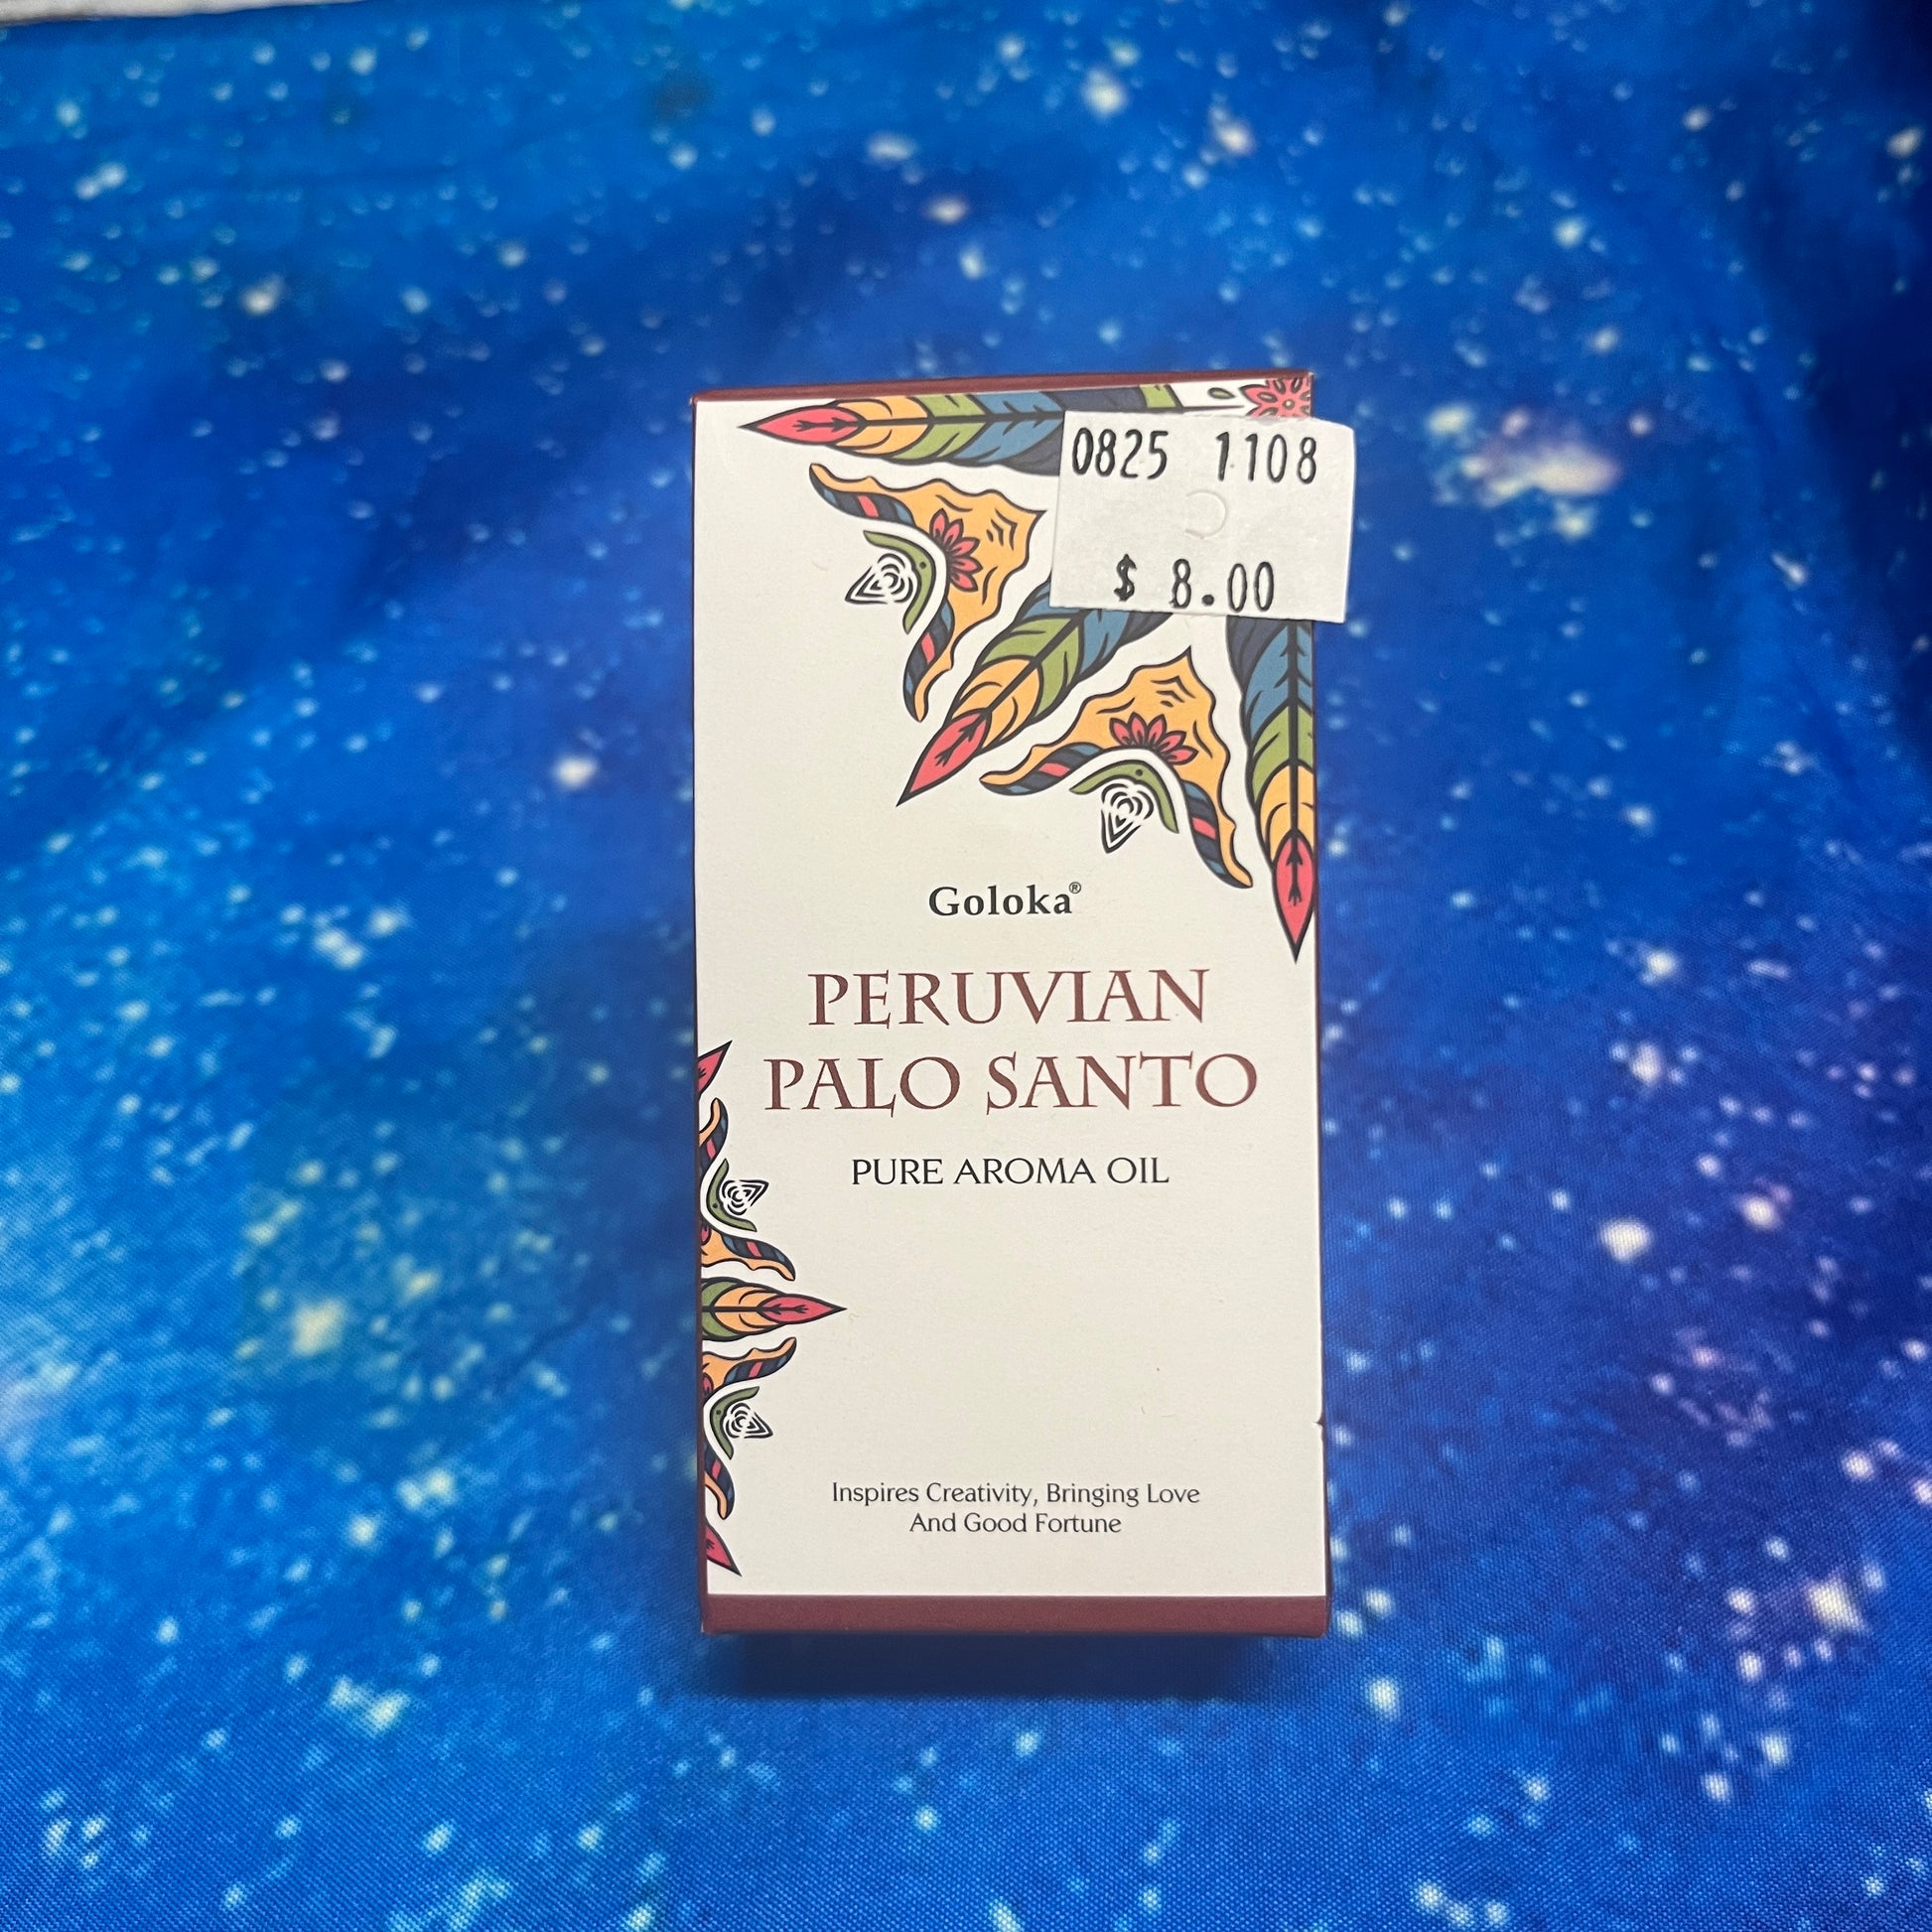 0825 1108
$ 8.00
Goloka®
PERUVIAN
PALO SANTO
PURE AROMA OIL
Inspires Creativity, Bringing Love
And Good Fortune